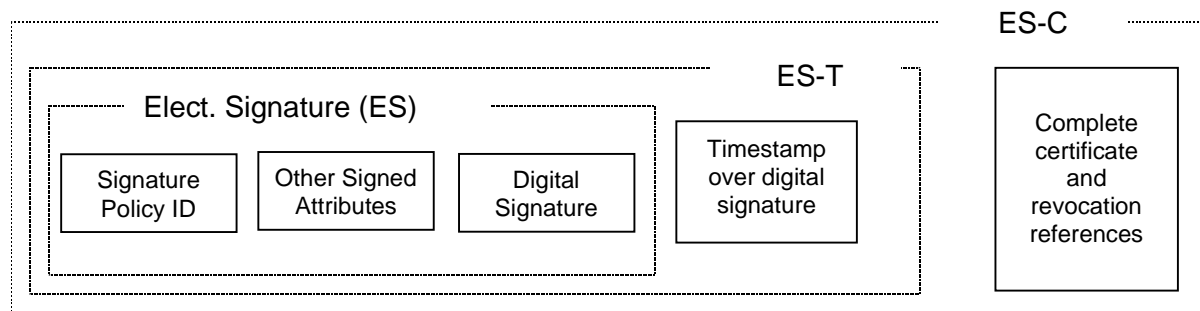 ES-C
ES-T
Elect. Signature (ES)
Signature
Policy ID
Other Signed
Attributes
Digital
Signature
Timestamp
over digital
signature
Complete
certificate
and
revocation
references